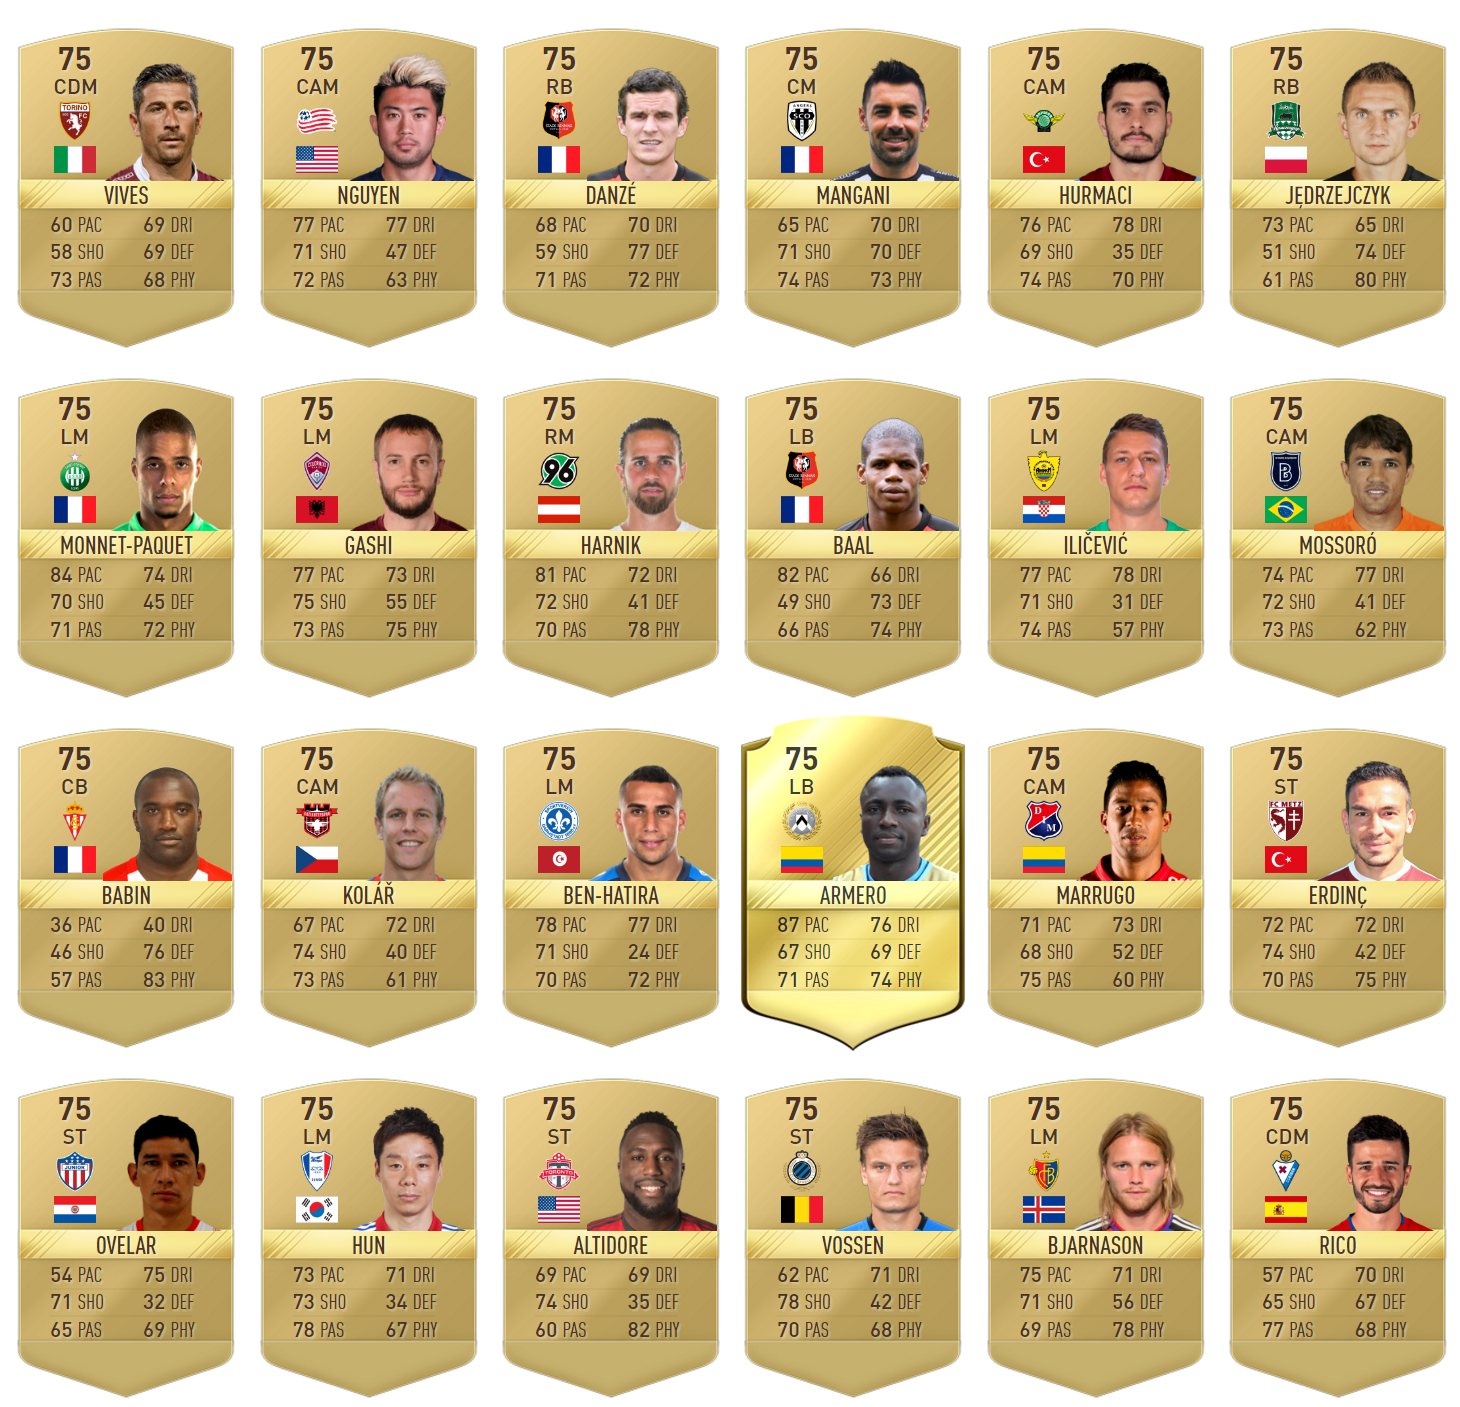 75
CDM
TORINO
FC
VIVES
60 PAC 69 DRI
58 SHO 69 DEF
73 PAS 68 PHY
75
CAM
NGUYEN
77 PAC 77 DRI
71 SHO 47 DEF
72 PAS 63 PHY
75
RB
DANZÉ
68 PAC 70 DRI
59 SHO 77 DEF
71 PAS 72 PHY
75
CM
ANGERS
SCO
MANGANI
65 PAC 70 DRI
71 SHO 70 DEF
74 PAS 73 PHY
75
CAM
HURMACI
76 PAC 78 DRI
69 SHO 35 DEF
74 PAS 70 PHY
75
RB
JĘDRZEJCZYK
73 PAC 65 DRI
51 SHO 74 DEF
61 PAS 80 PHY
75
LM
MONNET-PAQUET
84 PAC 74 DRI
70 SHO 45 DEF
71 PAS 72 PHY
75
LM
GASHI
77 PAC 73 DRI
75 SHO 55 DEF
73 PAS 75 PHY
75
RM
96
HARNIK
81 PAC 72 DRI
72 SHO 41 DEF
70 PAS 78 PHY
75
LB
BAAL
82 PAC 66 DRI
49 SHO 73 DEF
66 PAS 74 PHY
75
LM
ILIČEVIĆ
77 PAC 78 DRI
71 SHO 31 DEF
74 PAS 57 PHY
75
CAM
B
MOSSORÓ
74 PAC 77 DRI
72 SHO 41 DEF
73 PAS 62 PHY
75
CB
BABIN
36 PAC 40 DRI
46 SHO 76 DEF
57 PAS 83 PHY
75
CAM
KOLÁŘ
67 PAC 72 DRI
74 SHO 40 DEF
73 PAS 61 PHY
75
LM
BEN-HATIRA
78 PAC 77 DRI
71 SHO 24 DEF
70 PAS 72 PHY
75
LB
ARMERO
87 PAC 76 DRI
67 SHO 69 DEF
71 PAS 74 PHY
75
CAM
D
I
M
MARRUGO
71 PAC 73 DRI
68 SHO 52 DEF
75 PAS 60 PHY
75
ST
FC METZ
ERDINÇ
72 PAC 72 DRI
74 SHO 42 DEF
70 PAS 75 PHY
75
ST
JUNIOR
OVELAR
54 PAC 75 DRI
71 SHO 32 DEF
65 PAS 69 PHY
75
LM
HUN
73 PAC 71 DRI
73 SHO 34 DEF
78 PAS 67 PHY
75
ST
TORONTO
ALTIDORE
69 PAC 69 DRI
74 SHO 35 DEF
60 PAS 82 PHY
75
ST
VOSSEN
62 PAC 71 DRI
78 SHO 42 DEF
70 PAS 68 PHY
75
LM
FCB
BJARNASON
75 PAC 71 DRI
71 SHO 56 DEF
69 PAS 78 PHY
75
CDM
RICO
57 PAC 70 DRI
65 SHO 67 DEF
77 PAS 68 PHY